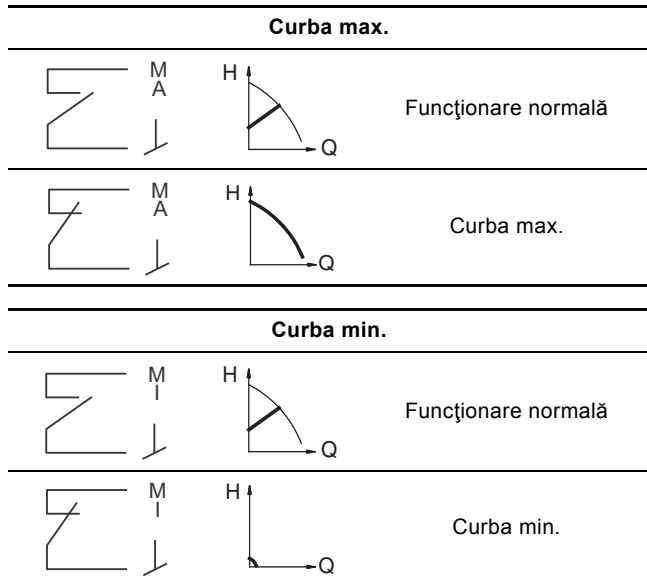 Curba max.
M
A
H
Q
Funcţionare normală
M
A
H
Q
Curba max.
Curba min.
M
I
H
Q
Funcţionare normală
M
I
H
Q
Curba min.